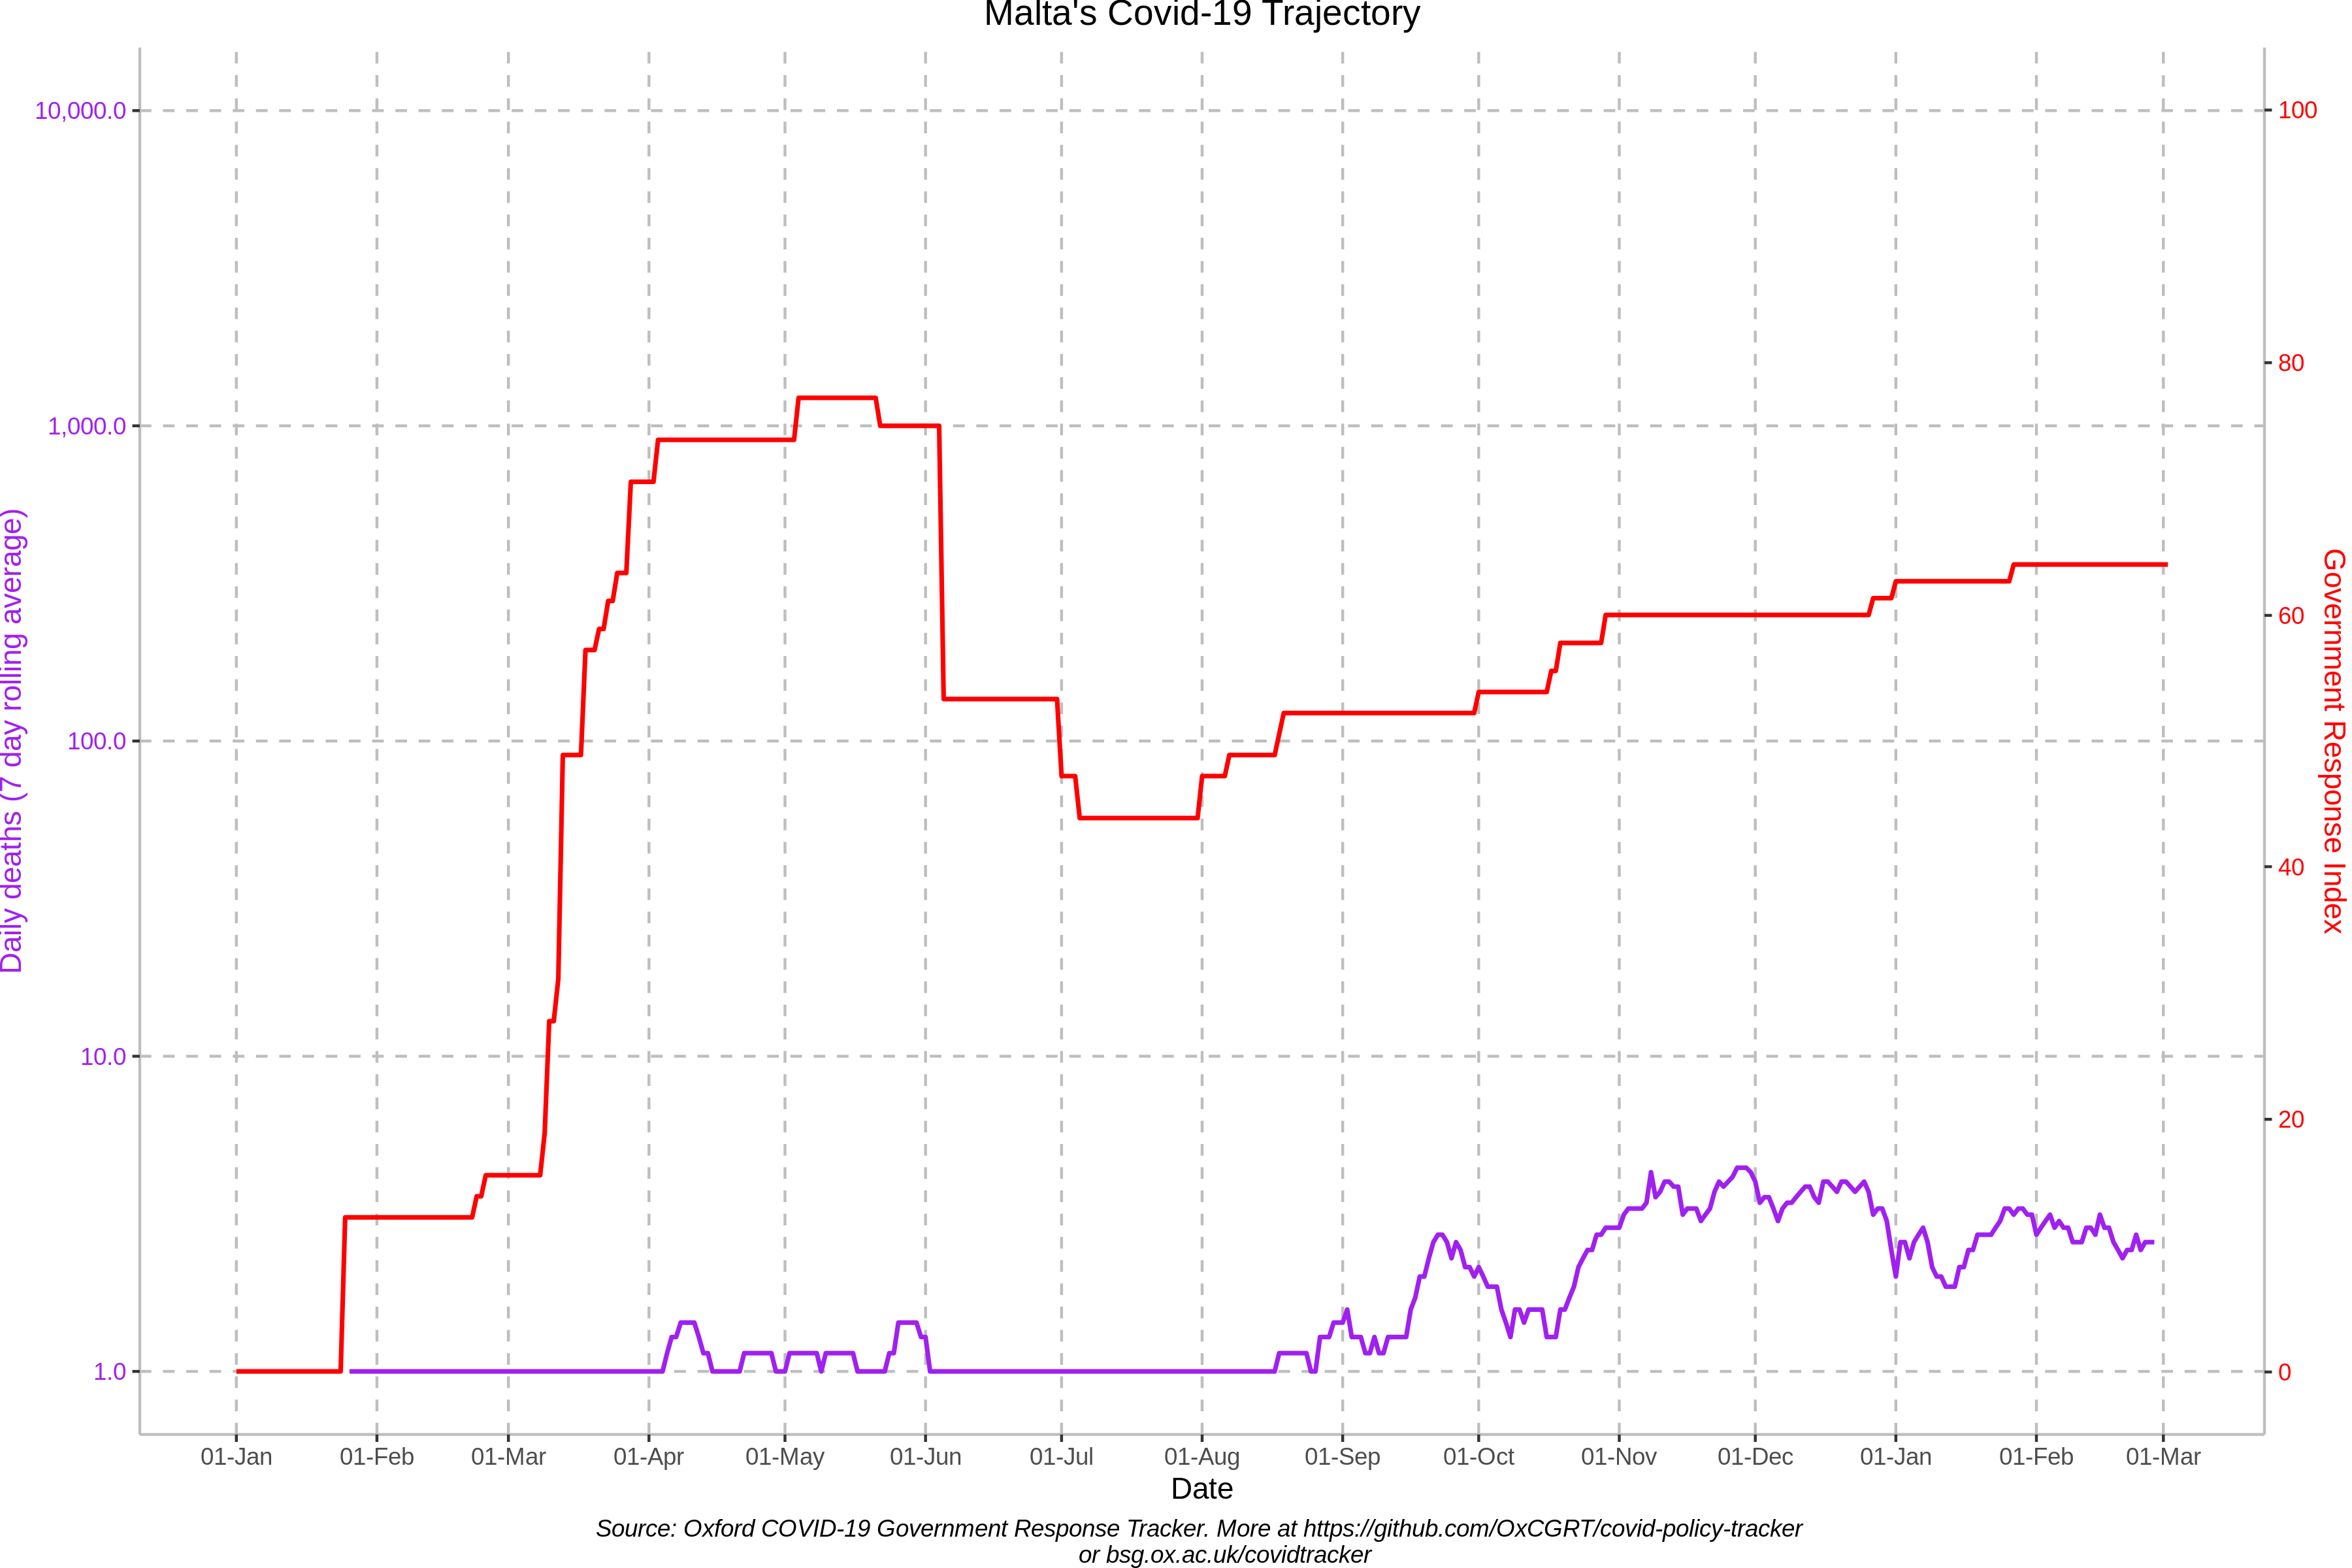 Malta's Covid-19 Trajectory
10,000.0
1,000.0
100.0
10.0
1.0
Daily deaths (7 day rolling average)
100
80
60
40
20
0
Government Response Index
01-Jan 01-Feb 01-Mar 01-Apr 01-May 01-Jun 01-Jul 01-Aug 01-Sep 01-Oct 01-Nov 01-Dec 01-Jan 01-Feb 01-Mar
Date
Source: Oxford COVID-19 Government Response Tracker. More at https://github.com/OxCGRT/covid-policy-tracker
or bsg.ox.ac.uk/covidtracker